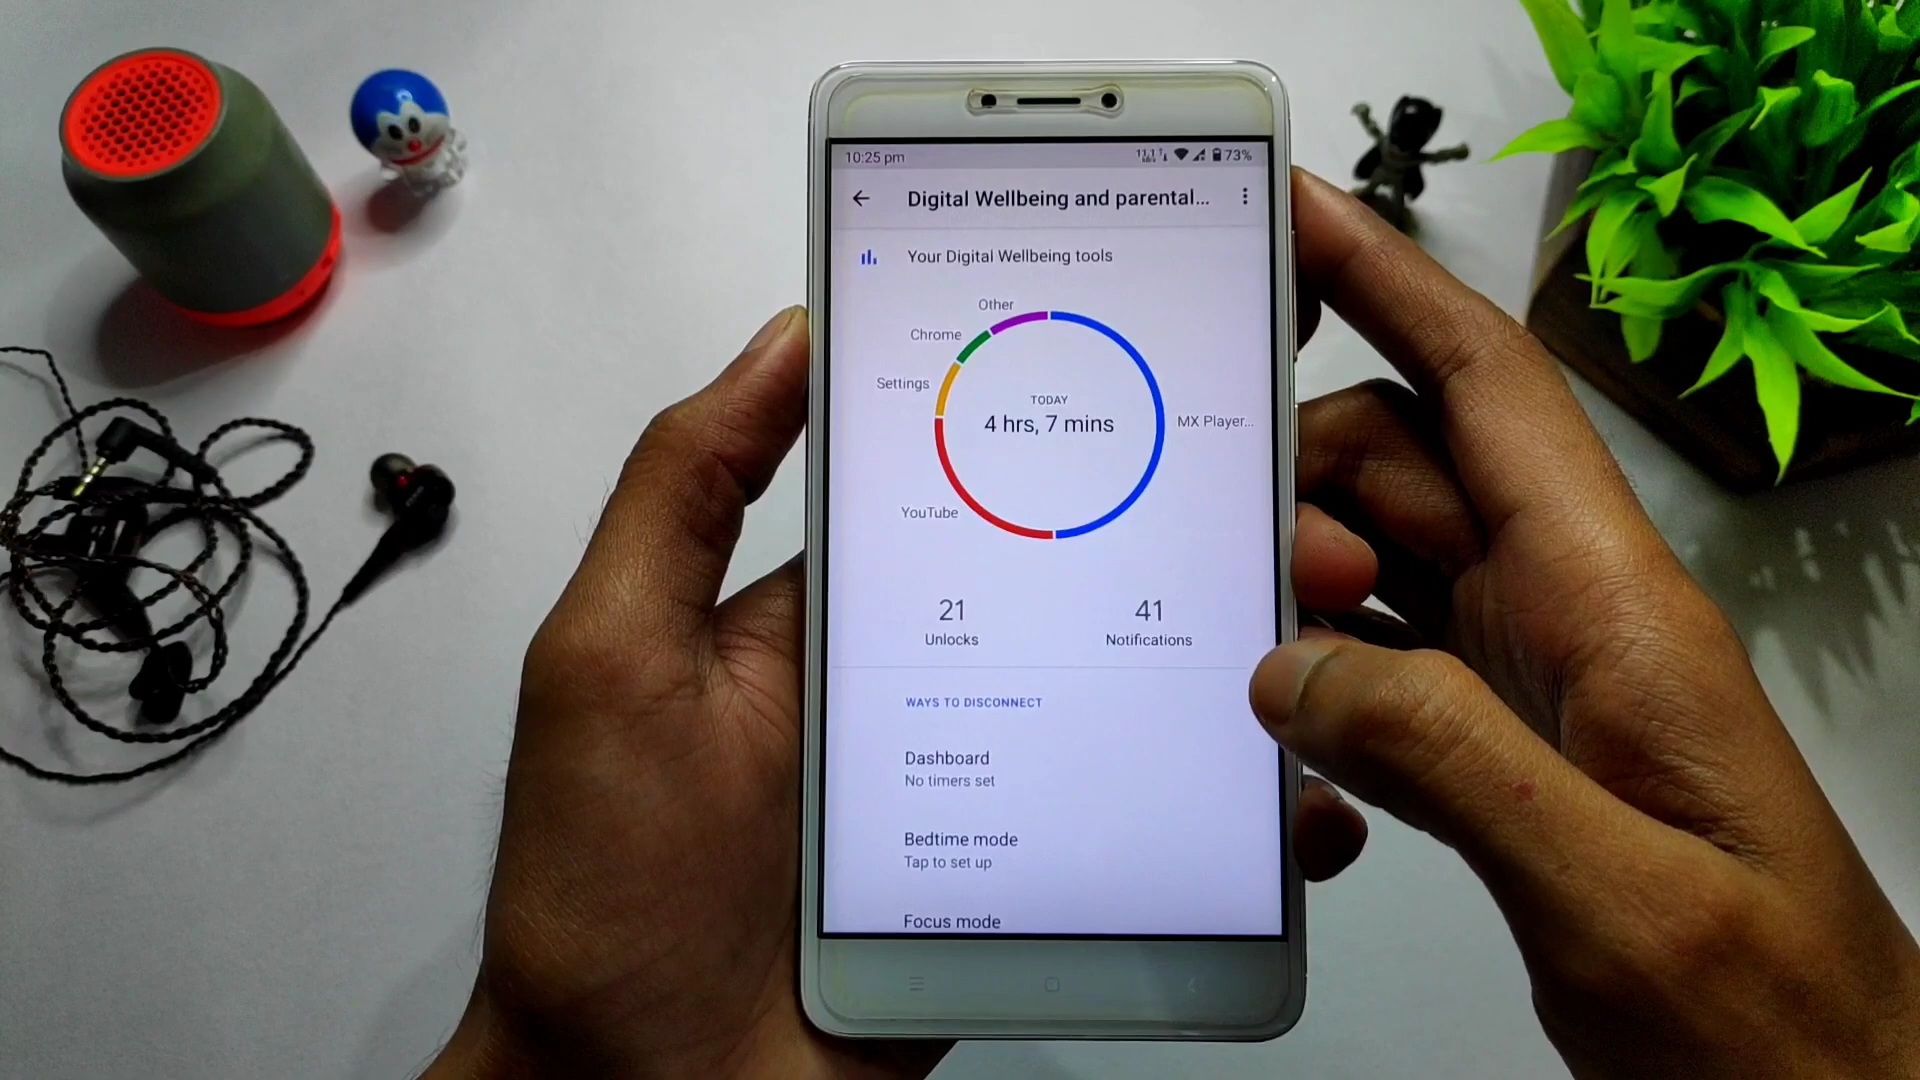 10:25 pm
73%
Digital Wellbeing and parental...
Your Digital Wellbeing tools
Other
Chrome
Settings
TODAY
4 hrs, 7 mins
MX Player...
YouTube
21
Unlocks
41
Notifications
WAYS TO DISCONNECT
Dashboard
No timers set
Bedtime mode
Tap to set up
Focus mode